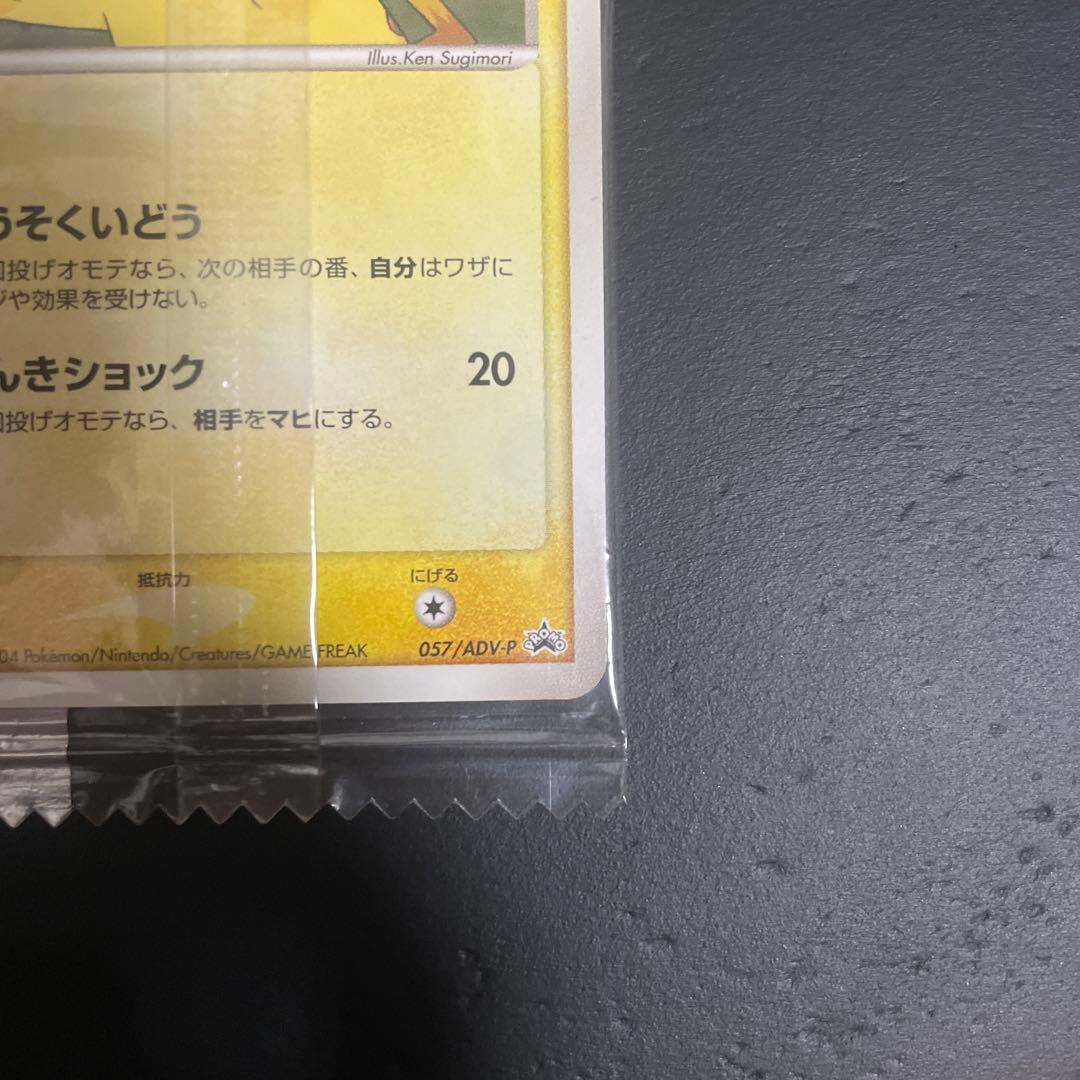 Illus.Ken Sugimori
うそくいどう
投げオモテなら、次の相手の番、自分はワザに
や効果を受けない。
んきショック 20
投げオモテなら、相手をマヒにする。
抵抗力 にげる
04 Pokémon/Nintendo/Creatures/GAME FREAK 057/ADV-P PROMO